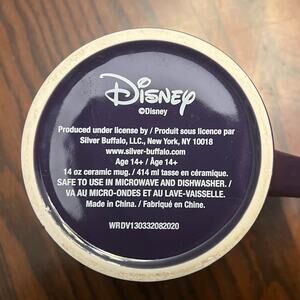 Disney
©Disney
Produced under license by / Produit sous licence par
Silver Buffalo, LLC., New York, NY 10018
www.silver-buffalo.com
Age 14+ / Âge 14+
14 oz ceramic mug. / 414 ml tasse en céramique.
SAFE TO USE IN MICROWAVE AND DISHWASHER. /
VA AU MICRO-ONDES ET AU LAVE-VAISSELLE.
Made in China. / Fabriqué en Chine.
WRDV130332082020